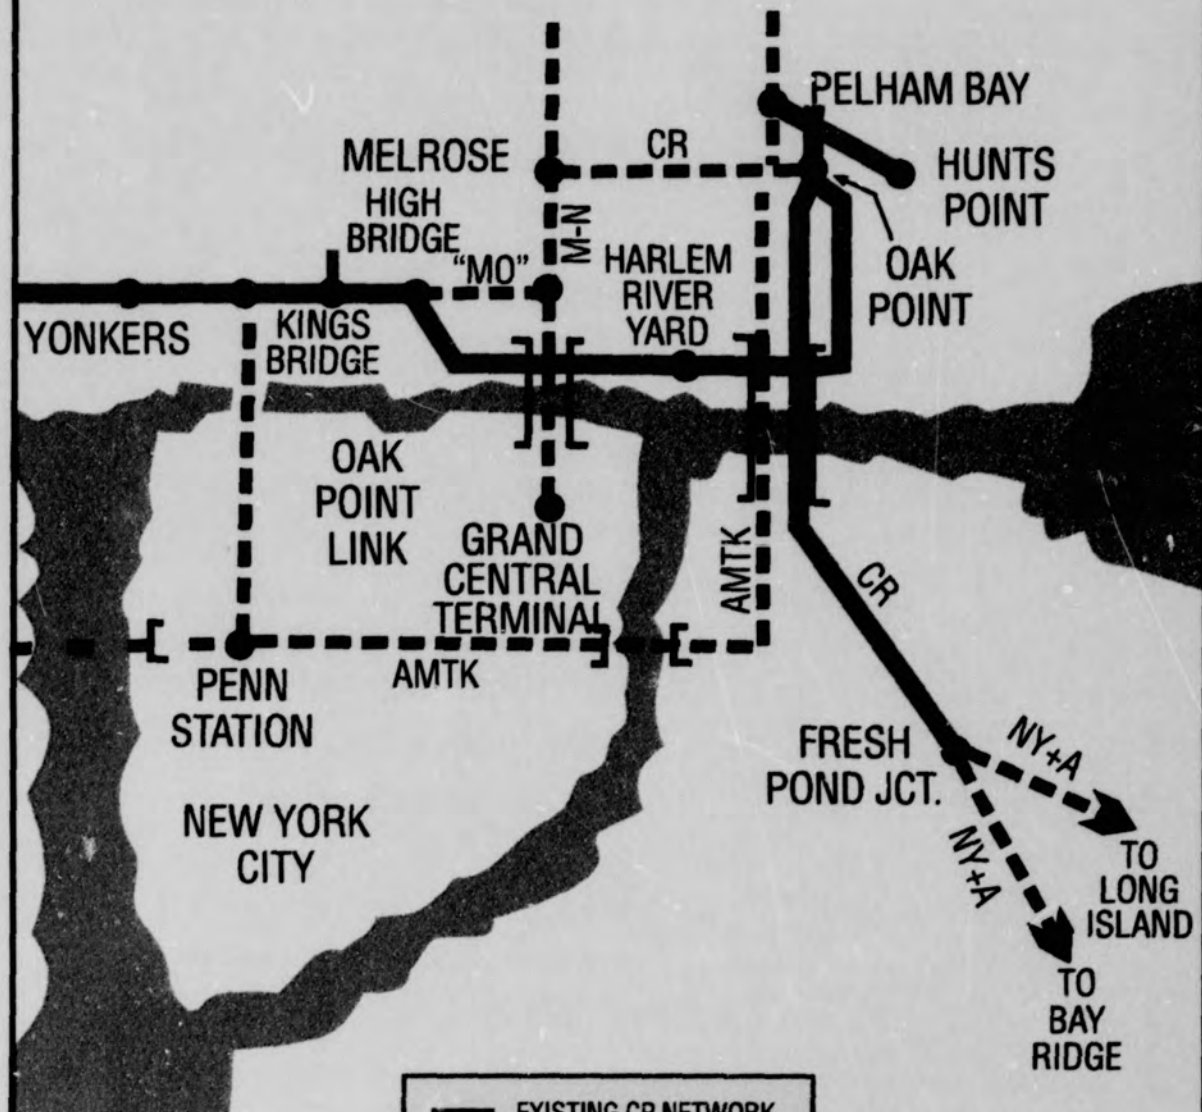 PELHAM BAY
CR
MELROSE
HUNTS
POINT
HIGH
BRIDGE
M-N
"MO"
HARLEM
RIVER
YARD
OAK
POINT
YONKERS
KINGS
BRIDGE
OAK
POINT
LINK
GRAND
CENTRAL
TERMINAL
AMTK
CR
AMTK
PENN
STATION
FRESH
POND JCT.
NY+A
NY+A
NEW YORK
CITY
TO
LONG
ISLAND
TO
BAY
RIDGE
EXISTING CR NETWORK